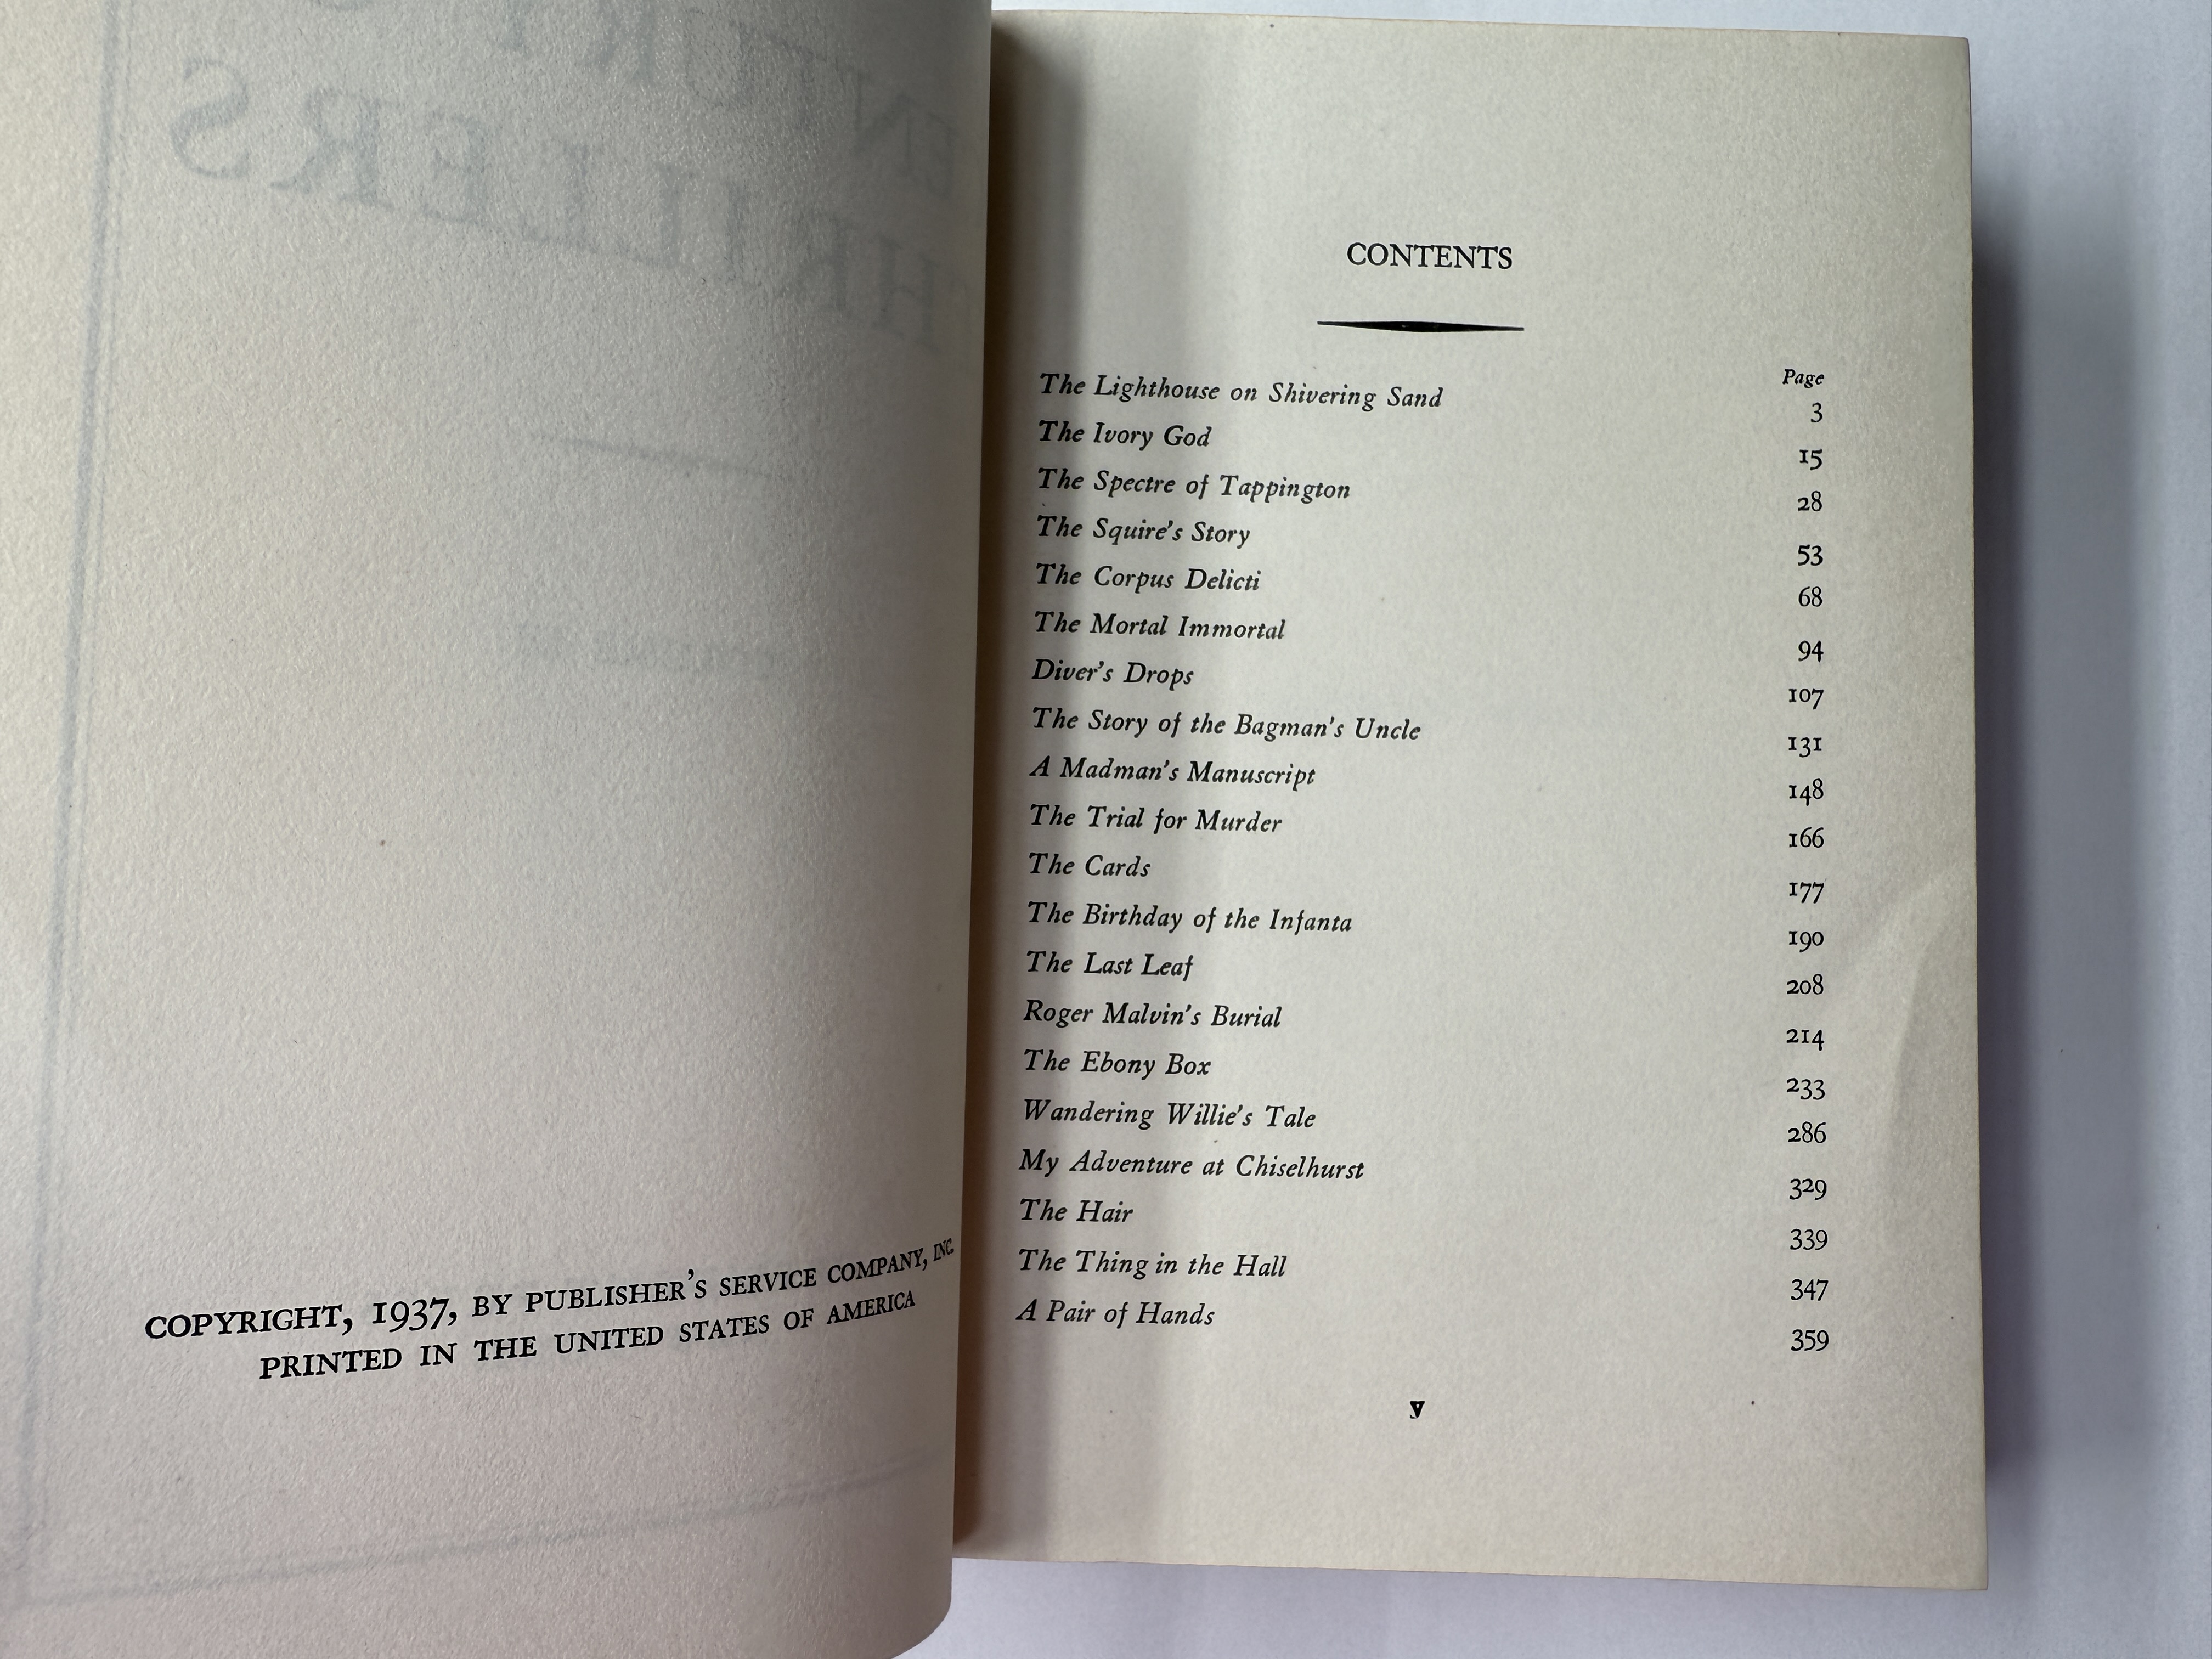 COPYRIGHT, 1937, BY PUBLISHER'S SERVICE COMPANY, INC.
PRINTED IN THE UNITED STATES OF AMERICA
CONTENTS
Page
The Lighthouse on Shivering Sand 3
The Ivory God 15
The Spectre of Tappington 28
The Squire's Story 53
The Corpus Delicti 68
The Mortal Immortal 94
Diver's Drops 107
The Story of the Bagman's Uncle 131
A Madman's Manuscript 148
The Trial for Murder 166
The Cards 177
The Birthday of the Infanta 190
The Last Leaf 208
Roger Malvin's Burial 214
The Ebony Box 233
Wandering Willie's Tale 286
My Adventure at Chiselhurst 329
The Hair 339
The Thing in the Hall 347
A Pair of Hands 359
v